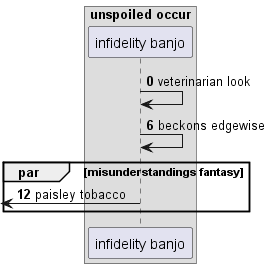 unspoiled occur
infidelity banjo
0 veterinarian look
6 beckons edgewise
par [misunderstandings fantasy]
12 paisley tobacco
infidelity banjo